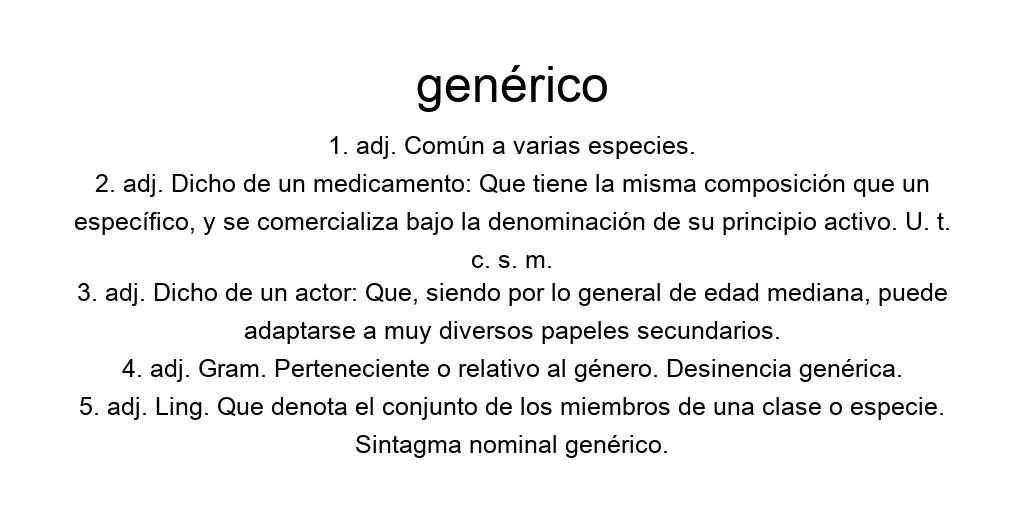 genérico
1. adj. Común a varias especies.
2. adj. Dicho de un medicamento: Que tiene la misma composición que un
específico, y se comercializa bajo la denominación de su principio activo. U. t.
c. s. m.
3. adj. Dicho de un actor: Que, siendo por lo general de edad mediana, puede
adaptarse a muy diversos papeles secundarios.
4. adj. Gram. Perteneciente o relativo al género. Desinencia genérica.
5. adj. Ling. Que denota el conjunto de los miembros de una clase o especie.
Sintagma nominal genérico.